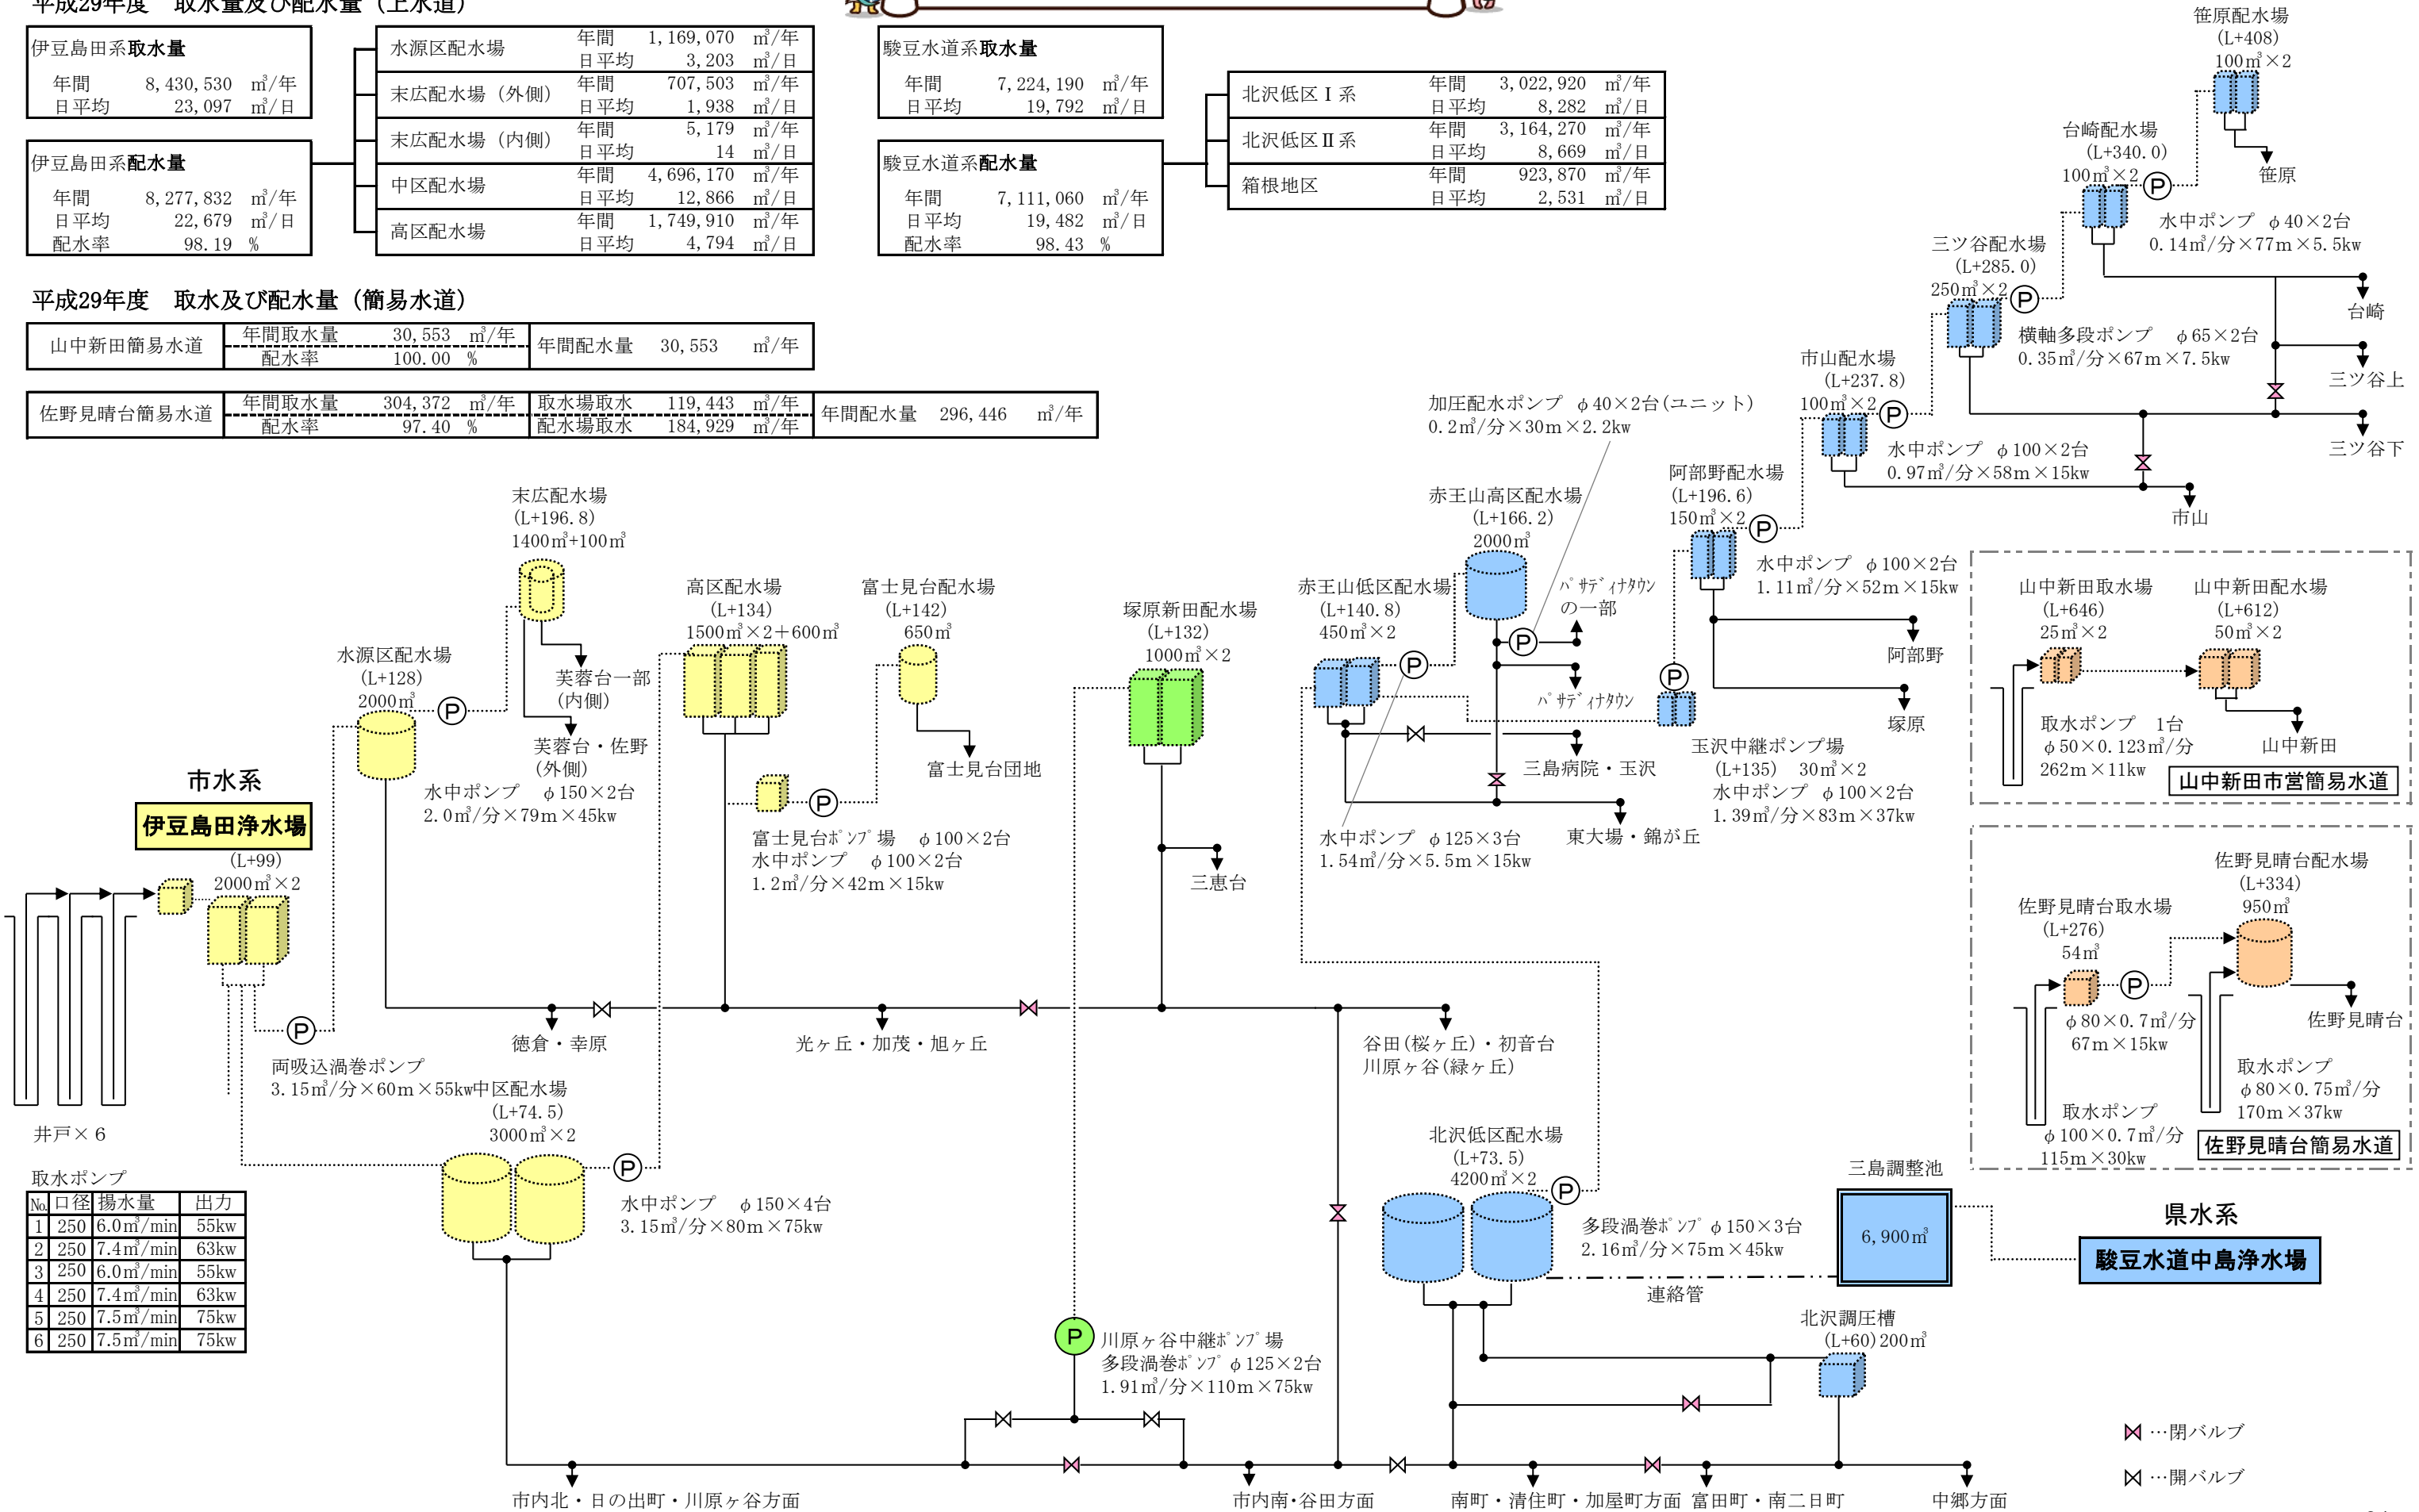 平成29年度　取水量及び配水量（上水道）
伊豆島田系取水量
年間 8,430,530 ㎥/年
日平均 23,097 ㎥/日
伊豆島田系配水量
年間 8,277,832 ㎥/年
日平均 22,679 ㎥/日
配水率 98.19 %
水源区配水場 年間 1,169,070 ㎥/年
日平均 3,203 ㎥/日
末広配水場（外側） 年間 707,503 ㎥/年
日平均 1,938 ㎥/日
末広配水場（内側） 年間 5,179 ㎥/年
日平均 14 ㎥/日
中区配水場 年間 4,696,170 ㎥/年
日平均 12,866 ㎥/日
高区配水場 年間 1,749,910 ㎥/年
日平均 4,794 ㎥/日
駿豆水道系取水量
年間 7,224,190 ㎥/年
日平均 19,792 ㎥/日
駿豆水道系配水量
年間 7,111,060 ㎥/年
日平均 19,482 ㎥/日
配水率 98.43 %
北沢低区Ⅰ系 年間 3,022,920 ㎥/年
日平均 8,282 ㎥/日
北沢低区Ⅱ系 年間 3,164,270 ㎥/年
日平均 8,669 ㎥/日
箱根地区 年間 923,870 ㎥/年
日平均 2,531 ㎥/日
平成29年度　取水及び配水量（簡易水道）
山中新田簡易水道 年間取水量 30,553 ㎥/年 年間配水量 30,553 ㎥/年
配水率 100.00 %
佐野見晴台簡易水道 年間取水量 304,372 ㎥/年 取水場取水 119,443 ㎥/年 年間配水量 296,446 ㎥/年
配水率 97.40 % 配水場取水 184,929 ㎥/年
笹原配水場
(L+408)
100㎥×2
笹原
台崎配水場
(L+340.0)
100㎥×2
P
水中ポンプ　φ40×2台
0.14㎥/分×77m×5.5kw
台崎
三ツ谷配水場
(L+285.0)
250㎥×2
P
横軸多段ポンプ　φ65×2台
0.35㎥/分×67m×7.5kw
三ツ谷上
三ツ谷下
市山配水場
(L+237.8)
100㎥×2
P
水中ポンプ　φ100×2台
0.97㎥/分×58m×15kw
市山
阿部野配水場
(L+196.6)
150㎥×2
P
水中ポンプ　φ100×2台
1.11㎥/分×52m×15kw
阿部野
塚原
P
玉沢中継ポンプ場
(L+135)　30㎥×2
水中ポンプ　φ100×2台
1.39㎥/分×83m×37kw
加圧配水ポンプ　φ40×2台(ユニット)
0.2㎥/分×30m×2.2kw
赤王山高区配水場
(L+166.2)
2000㎥
P
ﾊﾟｻﾃﾞｨﾅタウン
の一部
ﾊﾟｻﾃﾞｨﾅﾀｳﾝ
赤王山低区配水場
(L+140.8)
450㎥×2
P
三島病院・玉沢
水中ポンプ　φ125×3台
1.54㎥/分×5.5m×15kw
東大場・錦が丘
末広配水場
(L+196.8)
1400㎥+100㎥
芙蓉台一部
(内側)
芙蓉台・佐野
(外側)
水源区配水場
(L+128)
2000㎥
P
水中ポンプ　φ150×2台
2.0㎥/分×79m×45kw
高区配水場
(L+134)
1500㎥×2＋600㎥
富士見台配水場
(L+142)
650㎥
富士見台団地
P
富士見台ﾎﾟﾝﾌﾟ場　φ100×2台
水中ポンプ　φ100×2台
1.2㎥/分×42m×15kw
塚原新田配水場
(L+132)
1000㎥×2
三恵台
市水系
伊豆島田浄水場
(L+99)
2000㎥×2
P
両吸込渦巻ポンプ
3.15㎥/分×60m×55kw
井戸×６
徳倉・幸原
光ヶ丘・加茂・旭ヶ丘
谷田(桜ヶ丘)・初音台
川原ヶ谷(緑ヶ丘)
中区配水場
(L+74.5)
3000㎥×2
P
水中ポンプ　φ150×4台
3.15㎥/分×80m×75kw
取水ポンプ
№ 口径 揚水量 出力
1 250 6.0㎥/min 55kw
2 250 7.4㎥/min 63kw
3 250 6.0㎥/min 55kw
4 250 7.4㎥/min 63kw
5 250 7.5㎥/min 75kw
6 250 7.5㎥/min 75kw
P
川原ヶ谷中継ﾎﾟﾝﾌﾟ場
多段渦巻ﾎﾟﾝﾌﾟφ125×2台
1.91㎥/分×110m×75kw
北沢低区配水場
(L+73.5)
4200㎥×2
P
多段渦巻ﾎﾟﾝﾌﾟφ150×3台
2.16㎥/分×75m×45kw
連絡管
三島調整池
6,900㎥
県水系
駿豆水道中島浄水場
北沢調圧槽
(L+60)200㎥
山中新田取水場
(L+646)
25㎥×2
山中新田配水場
(L+612)
50㎥×2
取水ポンプ　1台
φ50×0.123㎥/分
262m×11kw
山中新田
山中新田市営簡易水道
佐野見晴台配水場
(L+334)
950㎥
佐野見晴台取水場
(L+276)
54㎥
P
φ80×0.7㎥/分
67m×15kw
佐野見晴台
取水ポンプ
φ80×0.75㎥/分
170m×37kw
取水ポンプ
φ100×0.7㎥/分
115m×30kw
佐野見晴台簡易水道
…閉バルブ
…開バルブ
市内北・日の出町・川原ヶ谷方面
市内南・谷田方面
南町・清住町・加屋町方面
富田町・南二日町
中郷方面